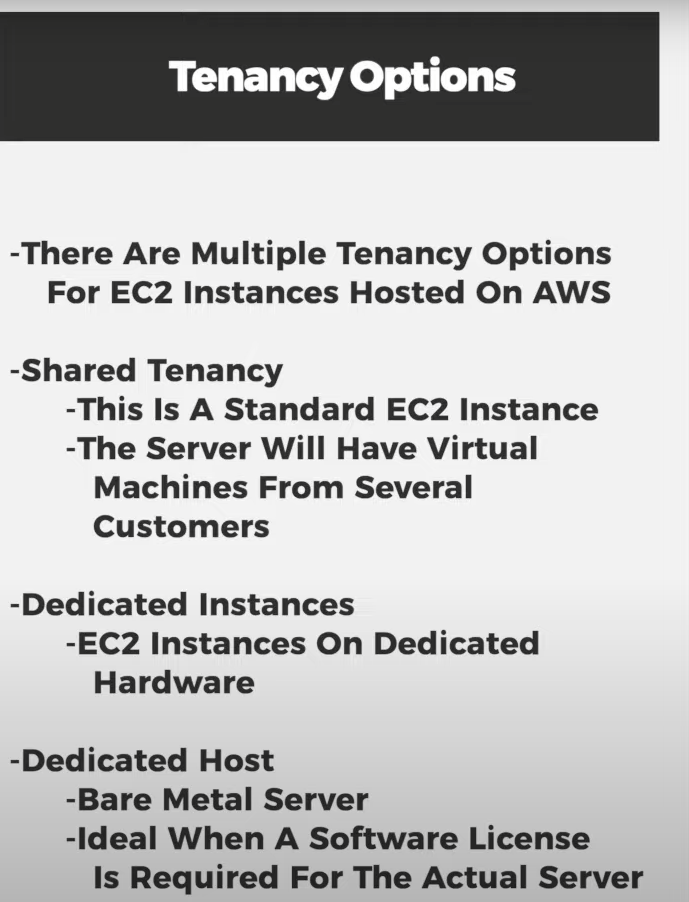 Tenancy Options
-There Are Multiple Tenancy Options
For EC2 Instances Hosted On AWS
-Shared Tenancy
-This Is A Standard EC2 Instance
-The Server Will Have Virtual
Machines From Several
Customers
-Dedicated Instances
-EC2 Instances On Dedicated
Hardware
-Dedicated Host
-Bare Metal Server
-Ideal When A Software License
Is Required For The Actual Server